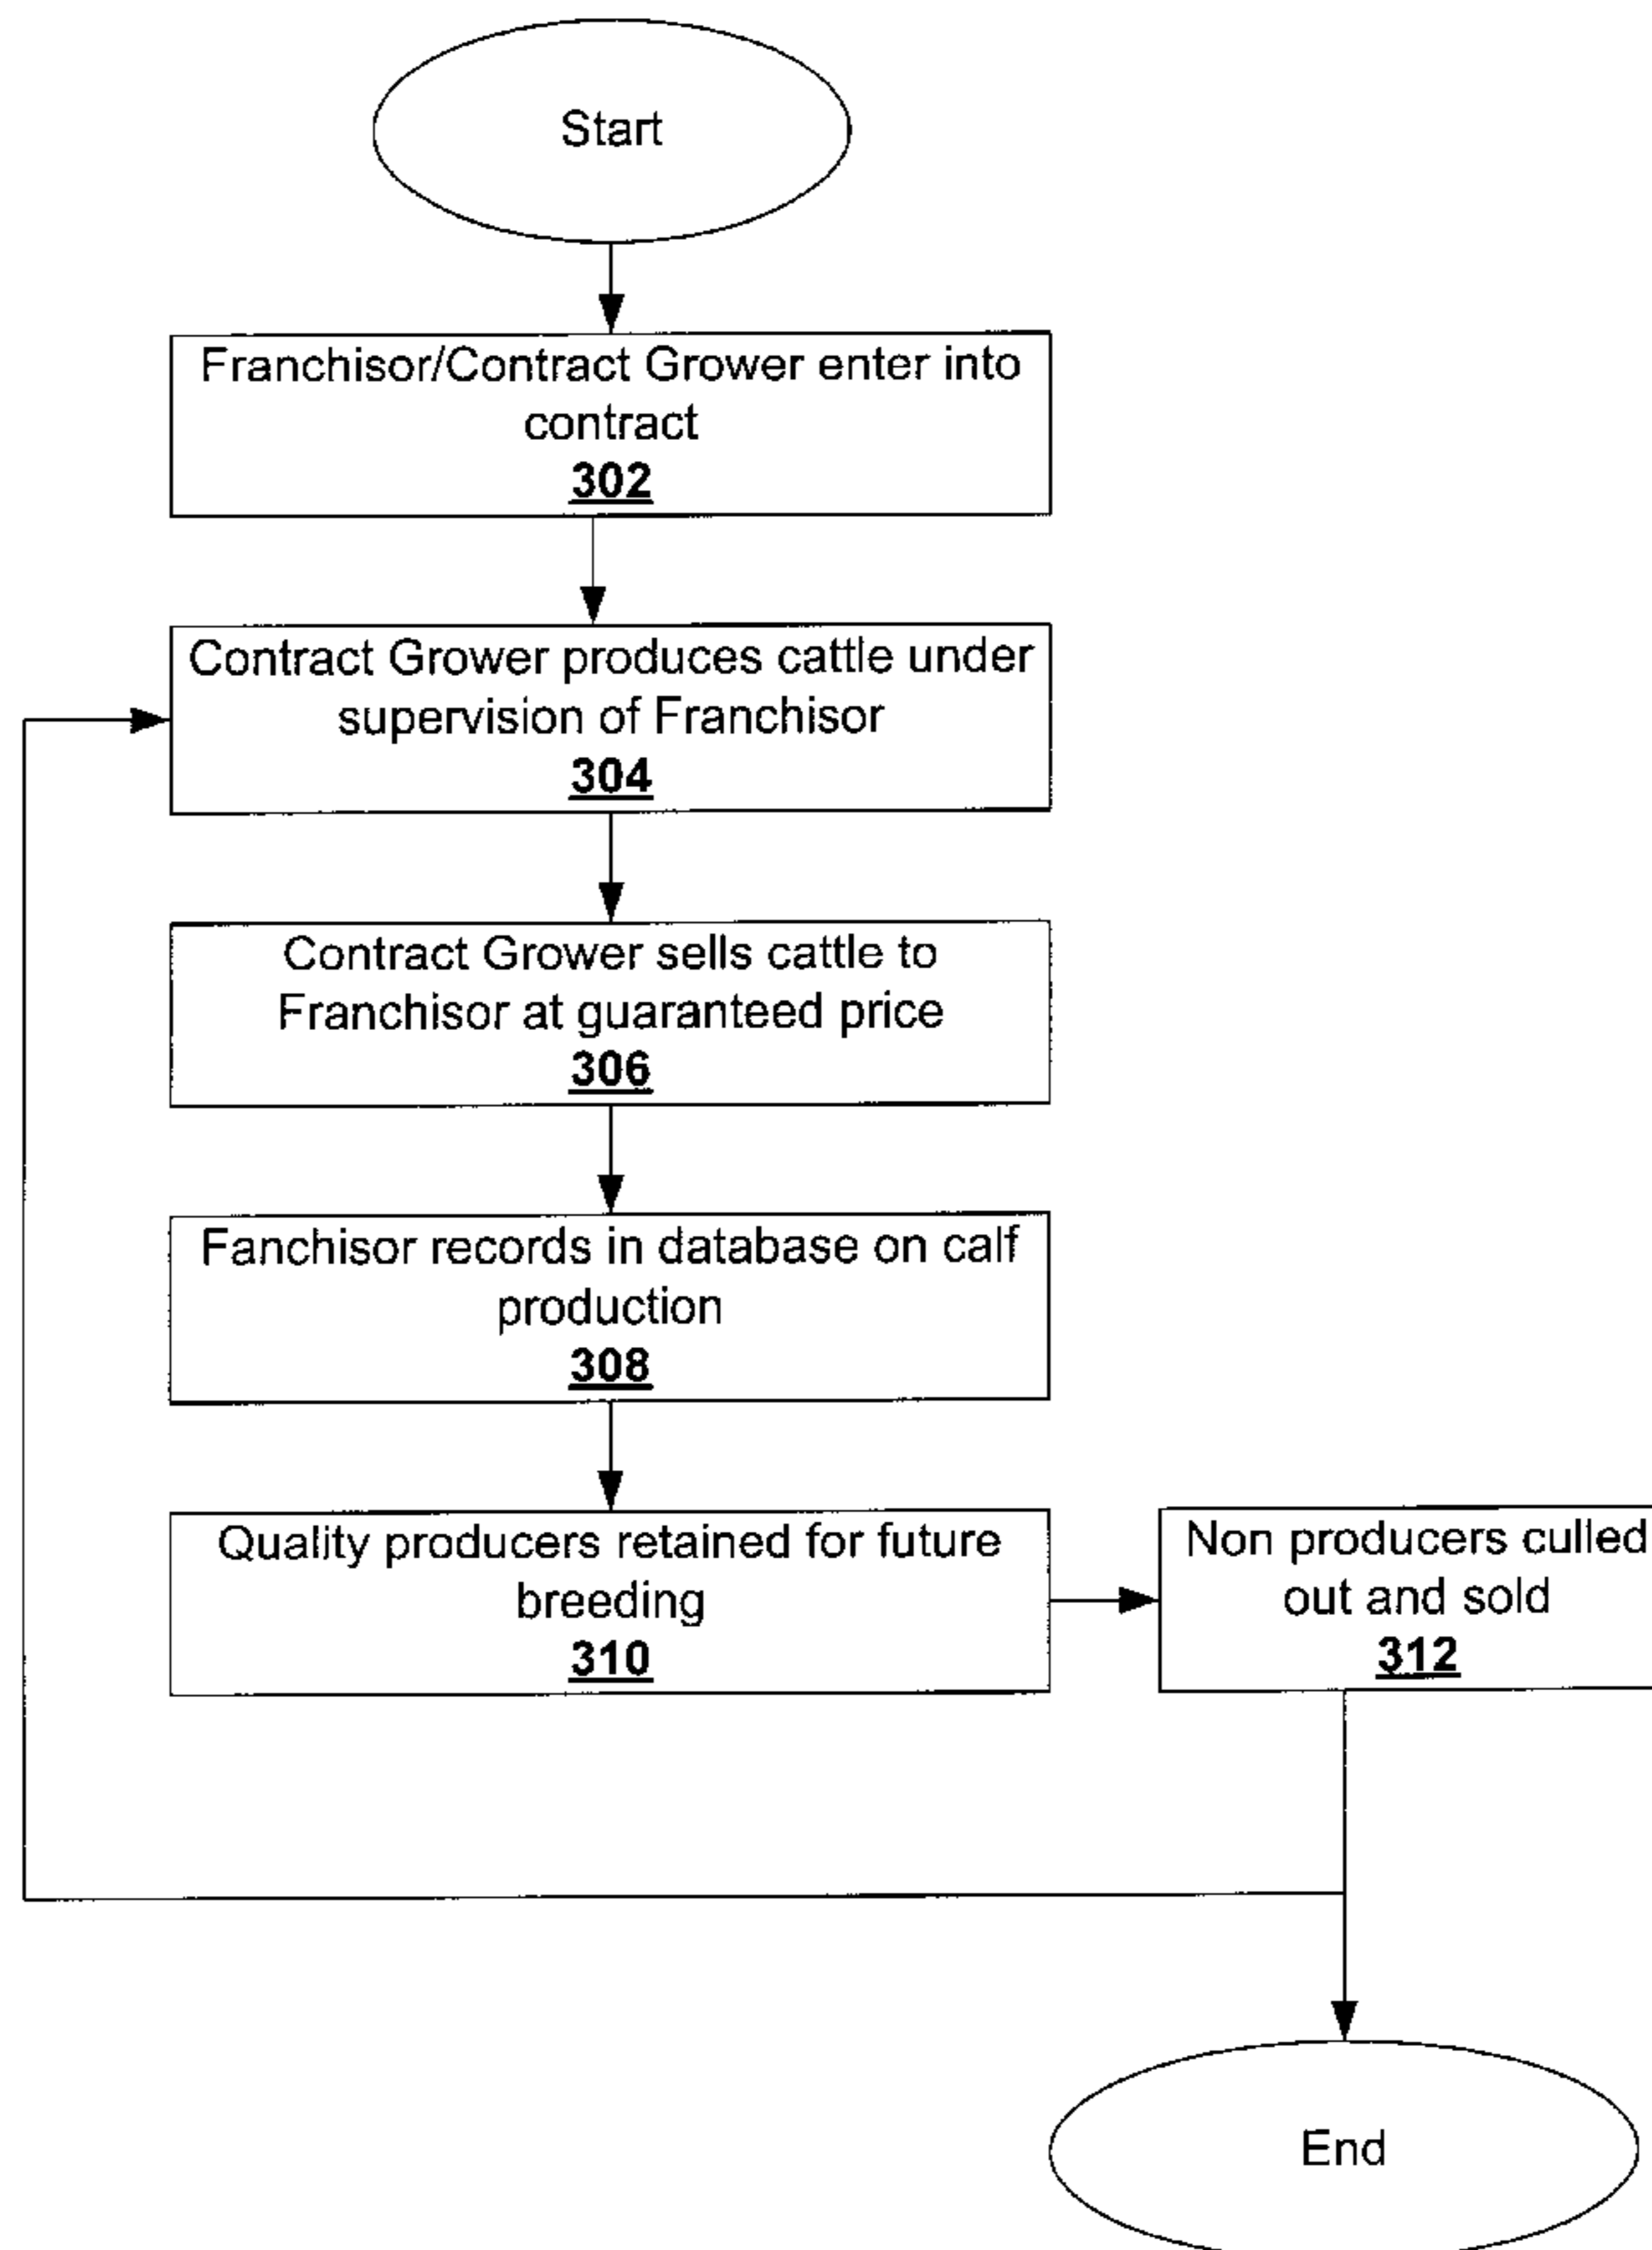 Start
Franchisor/Contract Grower enter into
contract
302
Contract Grower produces cattle under
supervision of Franchisor
304
Contract Grower sells cattle to
Franchisor at guaranteed price
306
Fanchisor records in database on calf
production
308
Quality producers retained for future
breeding
310
Non producers culled
out and sold
312
End